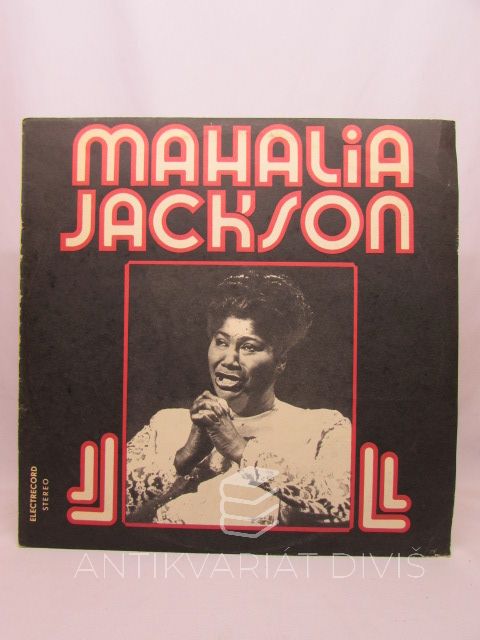 MAHALiA
JACKSON
ELECTRECORD
STEREO
ANTIKVARIÁT DIVIŠ